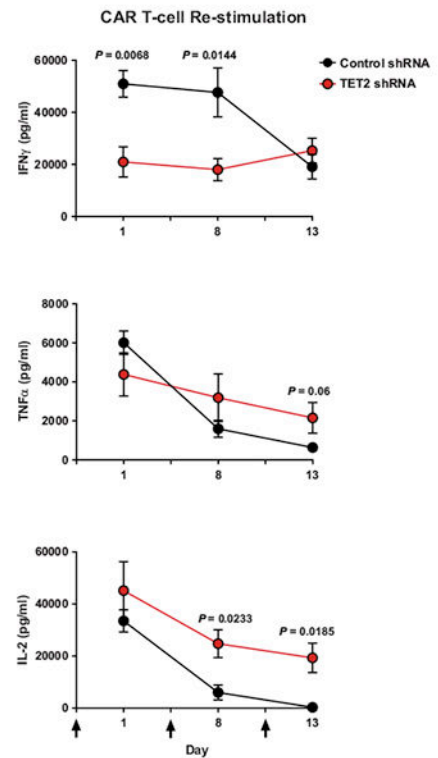 CAR T-cell Re-stimulation
P = 0.0068 P = 0.0144
Control shRNA
TET2 shRNA
60000
40000
20000
0
IFNγ (pg/ml)
1 8 13
8000
6000
4000
2000
0
TNFα (pg/ml)
P = 0.06
1 8 13
60000
40000
20000
0
IL-2 (pg/ml)
P = 0.0233
P = 0.0185
1 8 13
Day